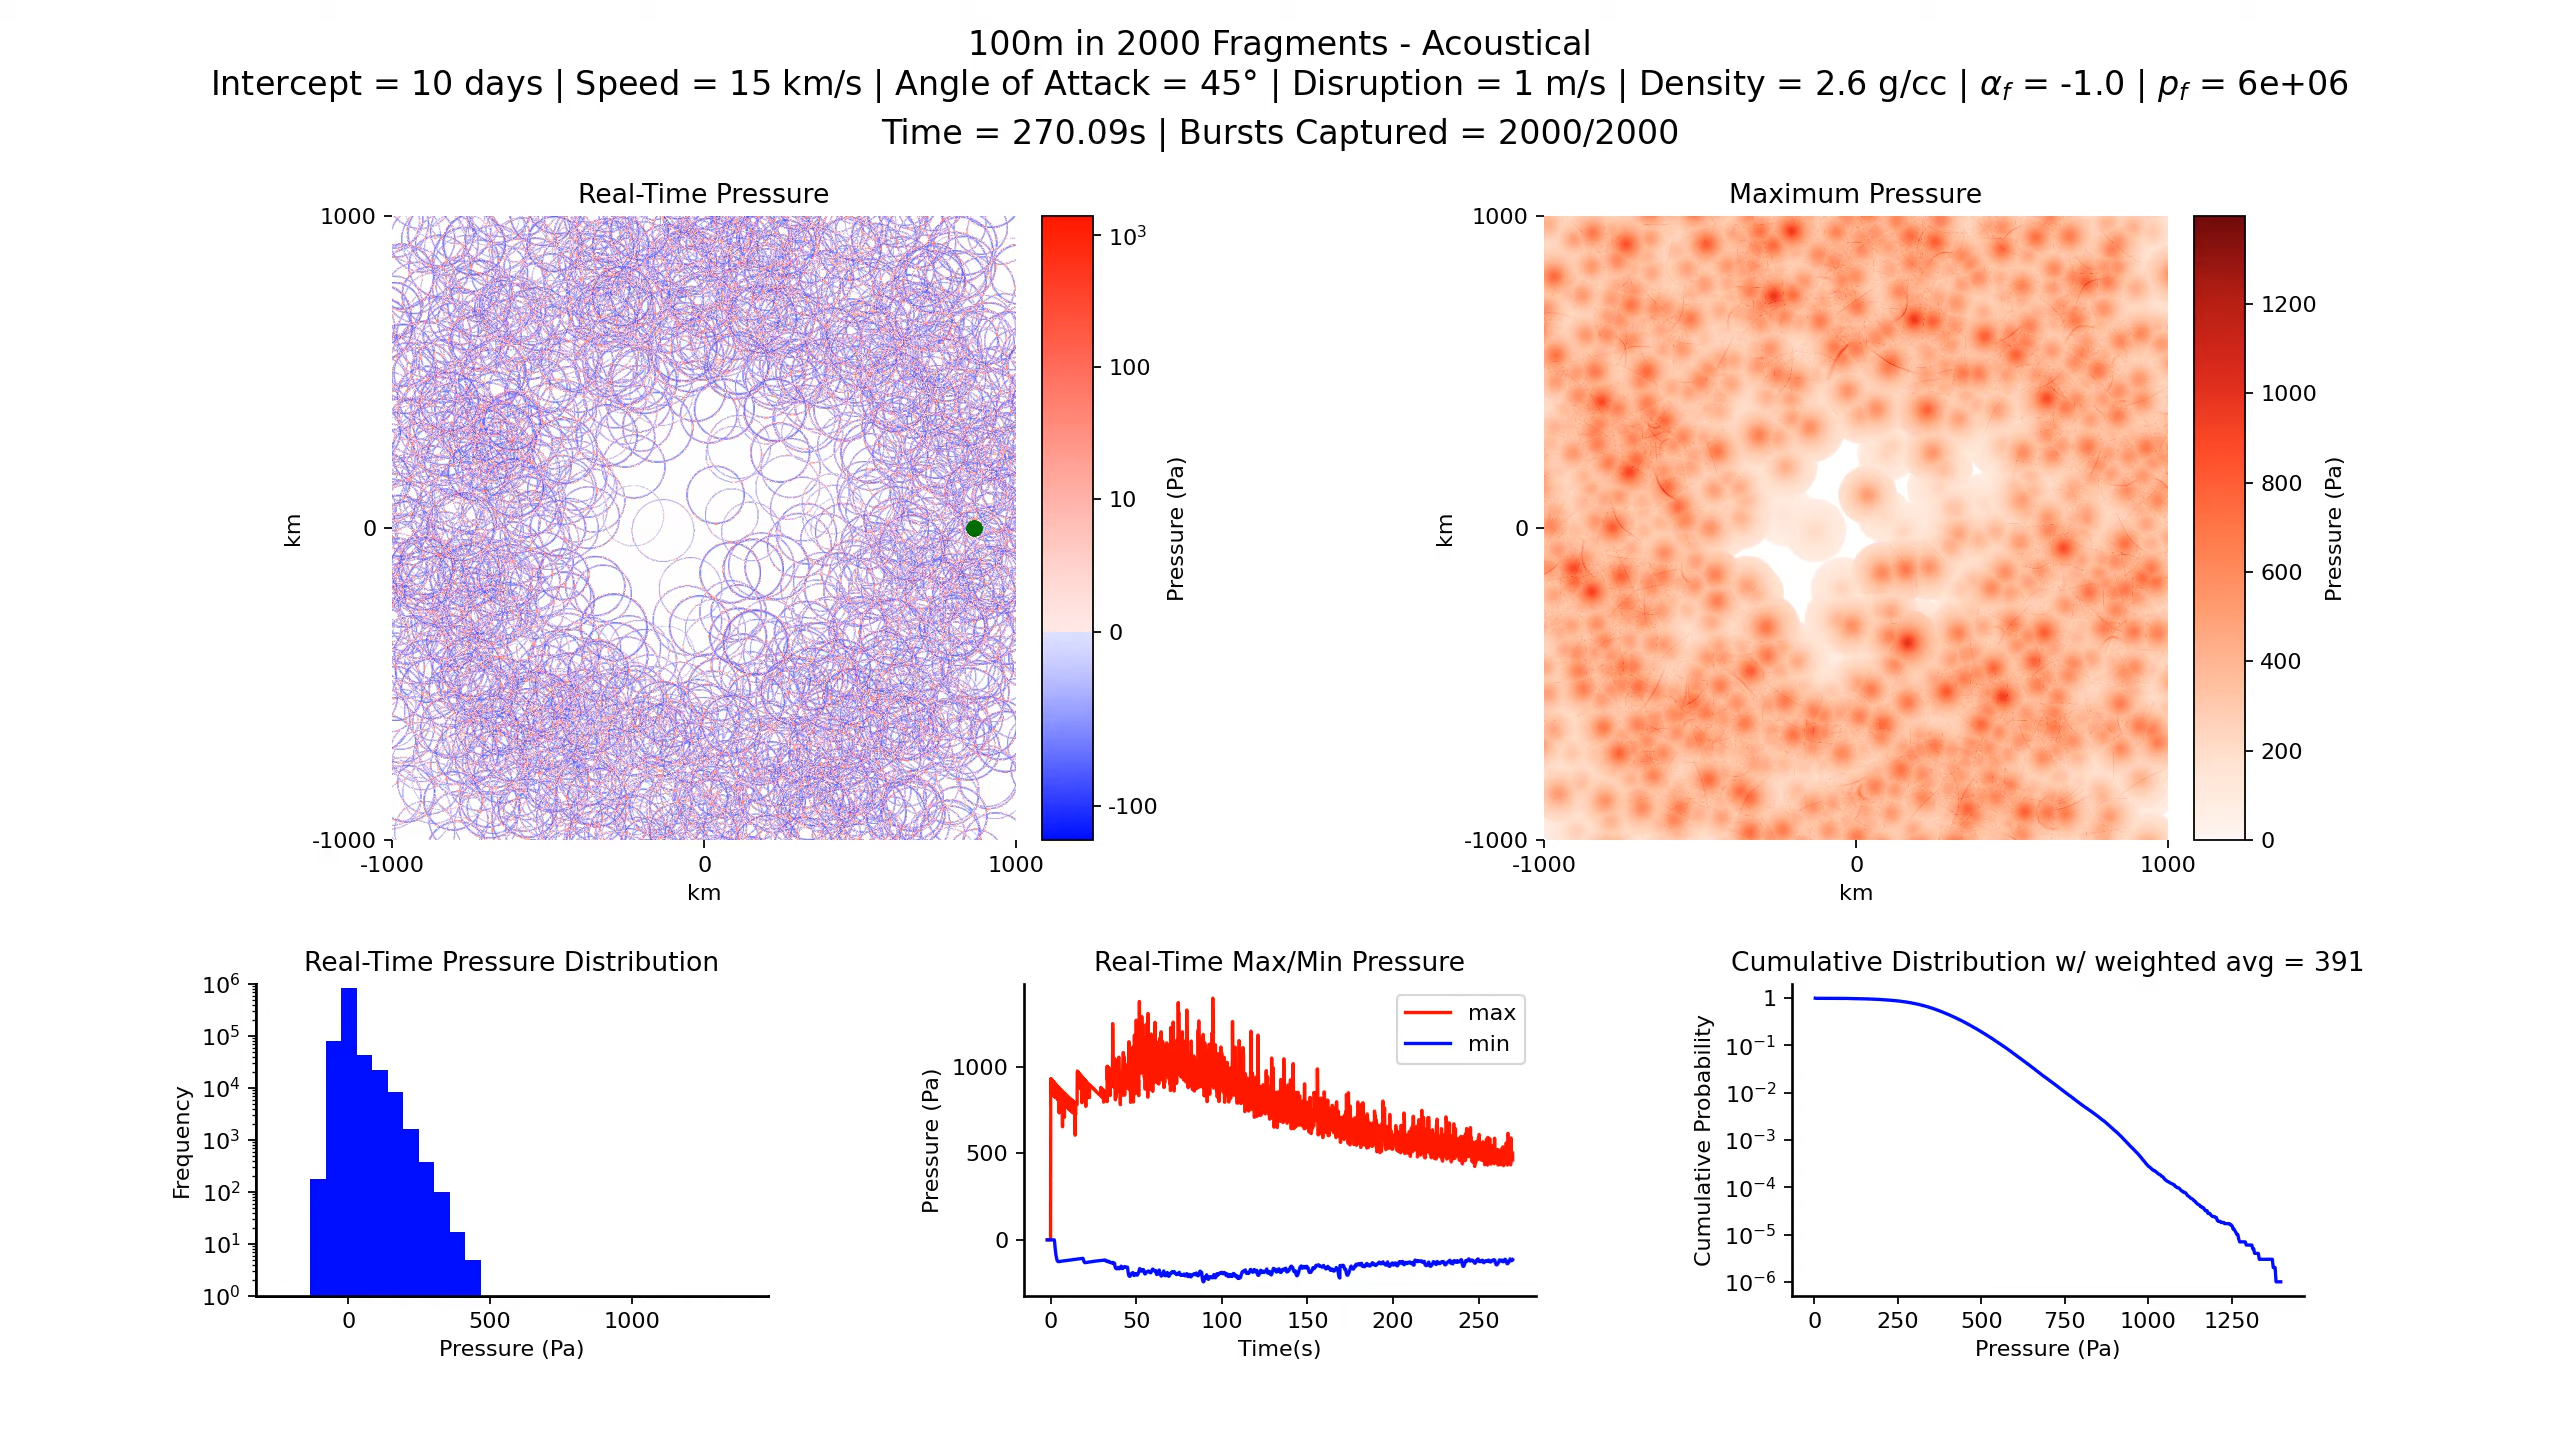 100m in 2000 Fragments - Acoustical
Intercept = 10 days | Speed = 15 km/s | Angle of Attack = 45° | Disruption = 1 m/s | Density = 2.6 g/cc | αf = -1.0 | pf = 6e+06
Time = 270.09s | Bursts Captured = 2000/2000
Real-Time Pressure
1000
0
-1000
km
-1000 0 1000
km
10³
100
10
0
-100
Pressure (Pa)
Maximum Pressure
1000
0
-1000
km
-1000 0 1000
km
1200
1000
800
600
400
200
0
Pressure (Pa)
Real-Time Pressure Distribution
10⁶
10⁵
10⁴
10³
10²
10¹
10⁰
Frequency
0 500 1000
Pressure (Pa)
Real-Time Max/Min Pressure
max
min
1000
500
0
Pressure (Pa)
0 50 100 150 200 250
Time(s)
Cumulative Distribution w/ weighted avg = 391
1
10⁻¹
10⁻²
10⁻³
10⁻⁴
10⁻⁵
10⁻⁶
Cumulative Probability
0 250 500 750 1000 1250
Pressure (Pa)